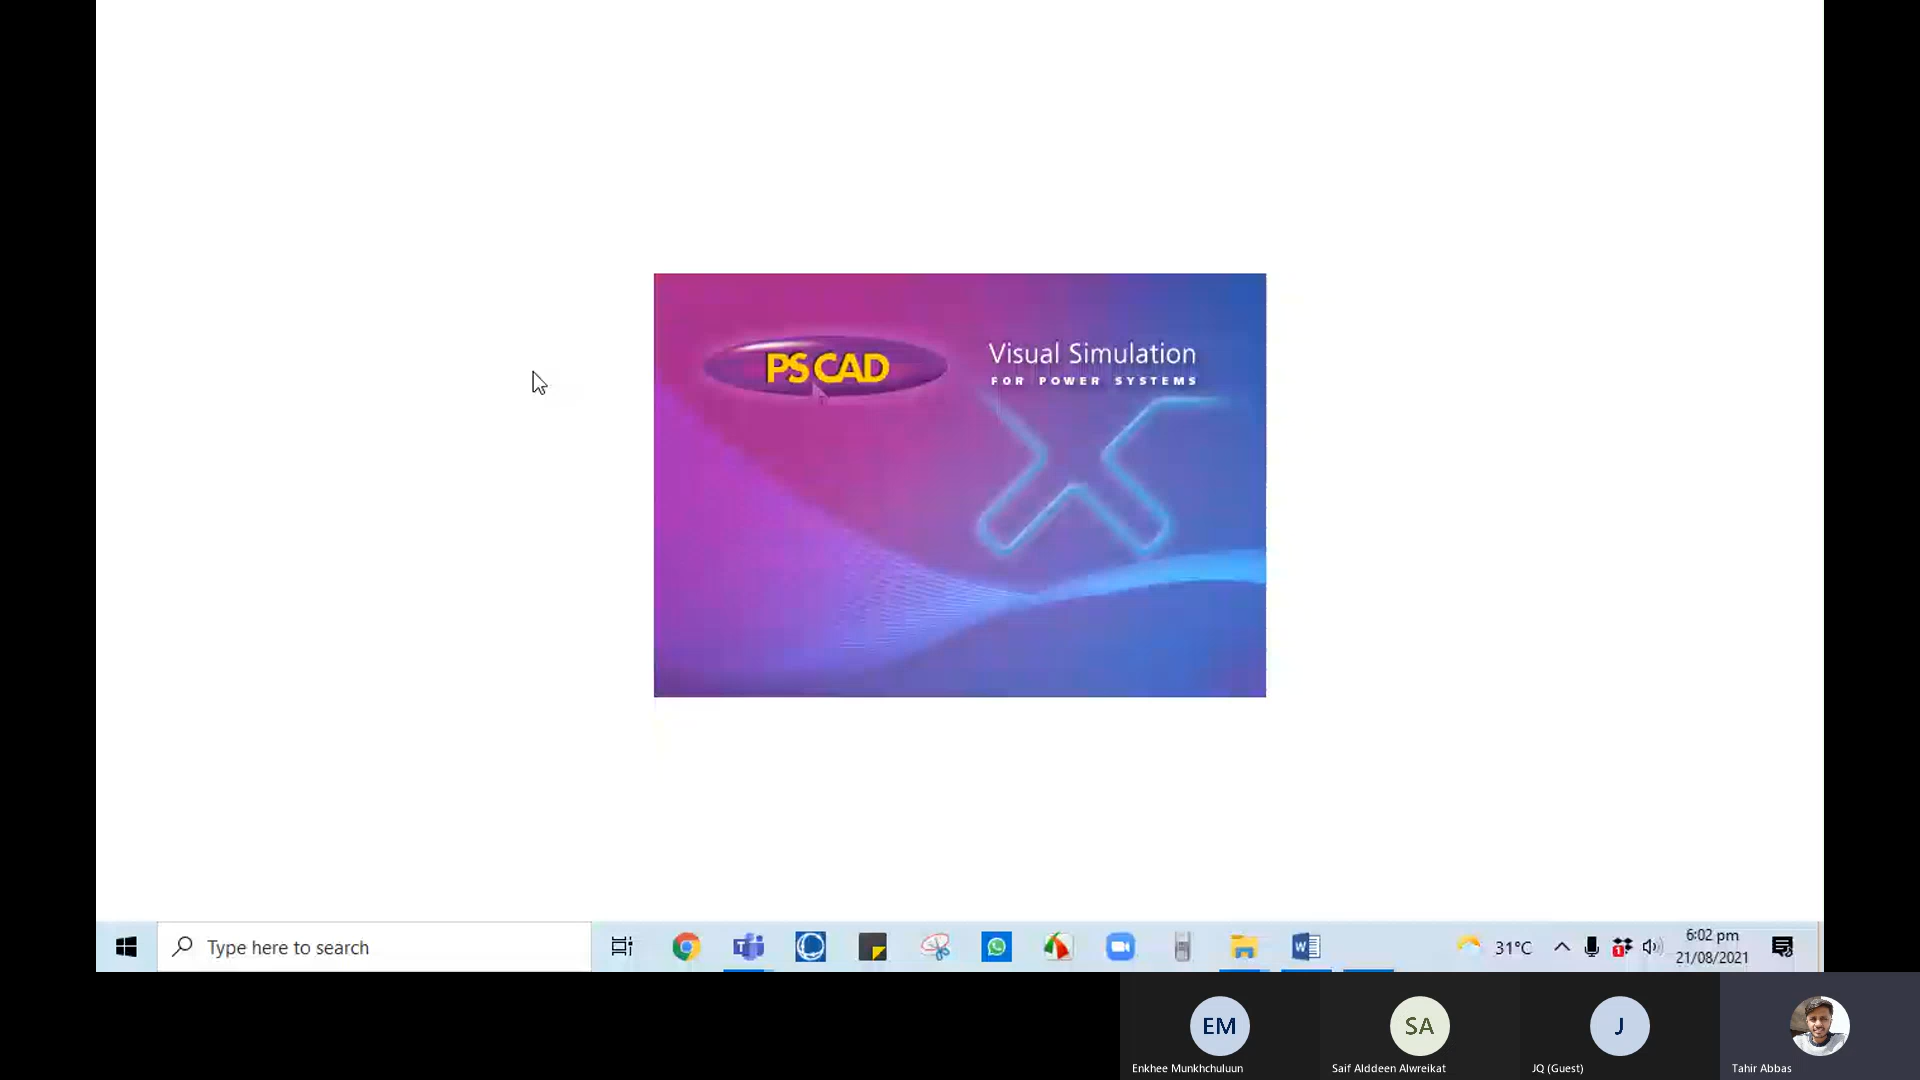 PSCAD
Visual Simulation
FOR POWER SYSTEMS
Type here to search
31°C
1
6:02 pm
21/08/2021
EM
SA
J
Enkhee Munkhchuluun
Saif Alddeen Alwreikat
JQ (Guest)
Tahir Abbas